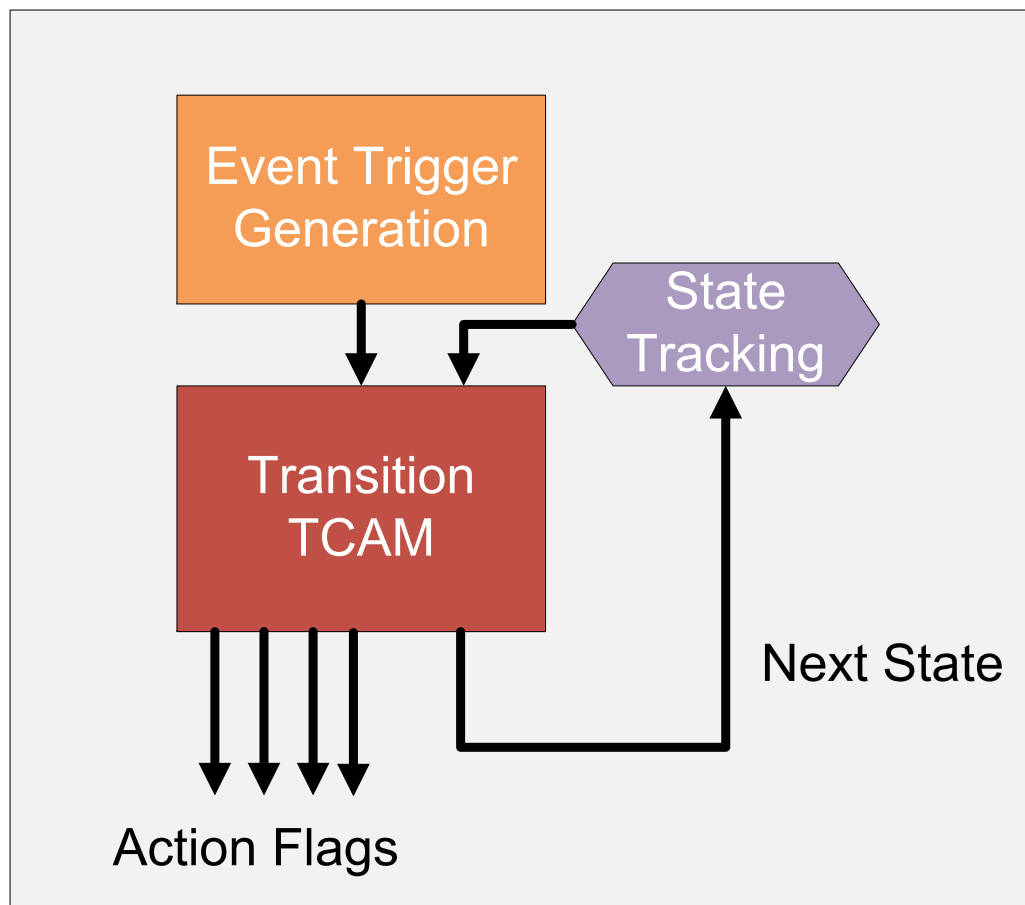 Event Trigger
Generation
State
Tracking
Transition
TCAM
Next State
Action Flags